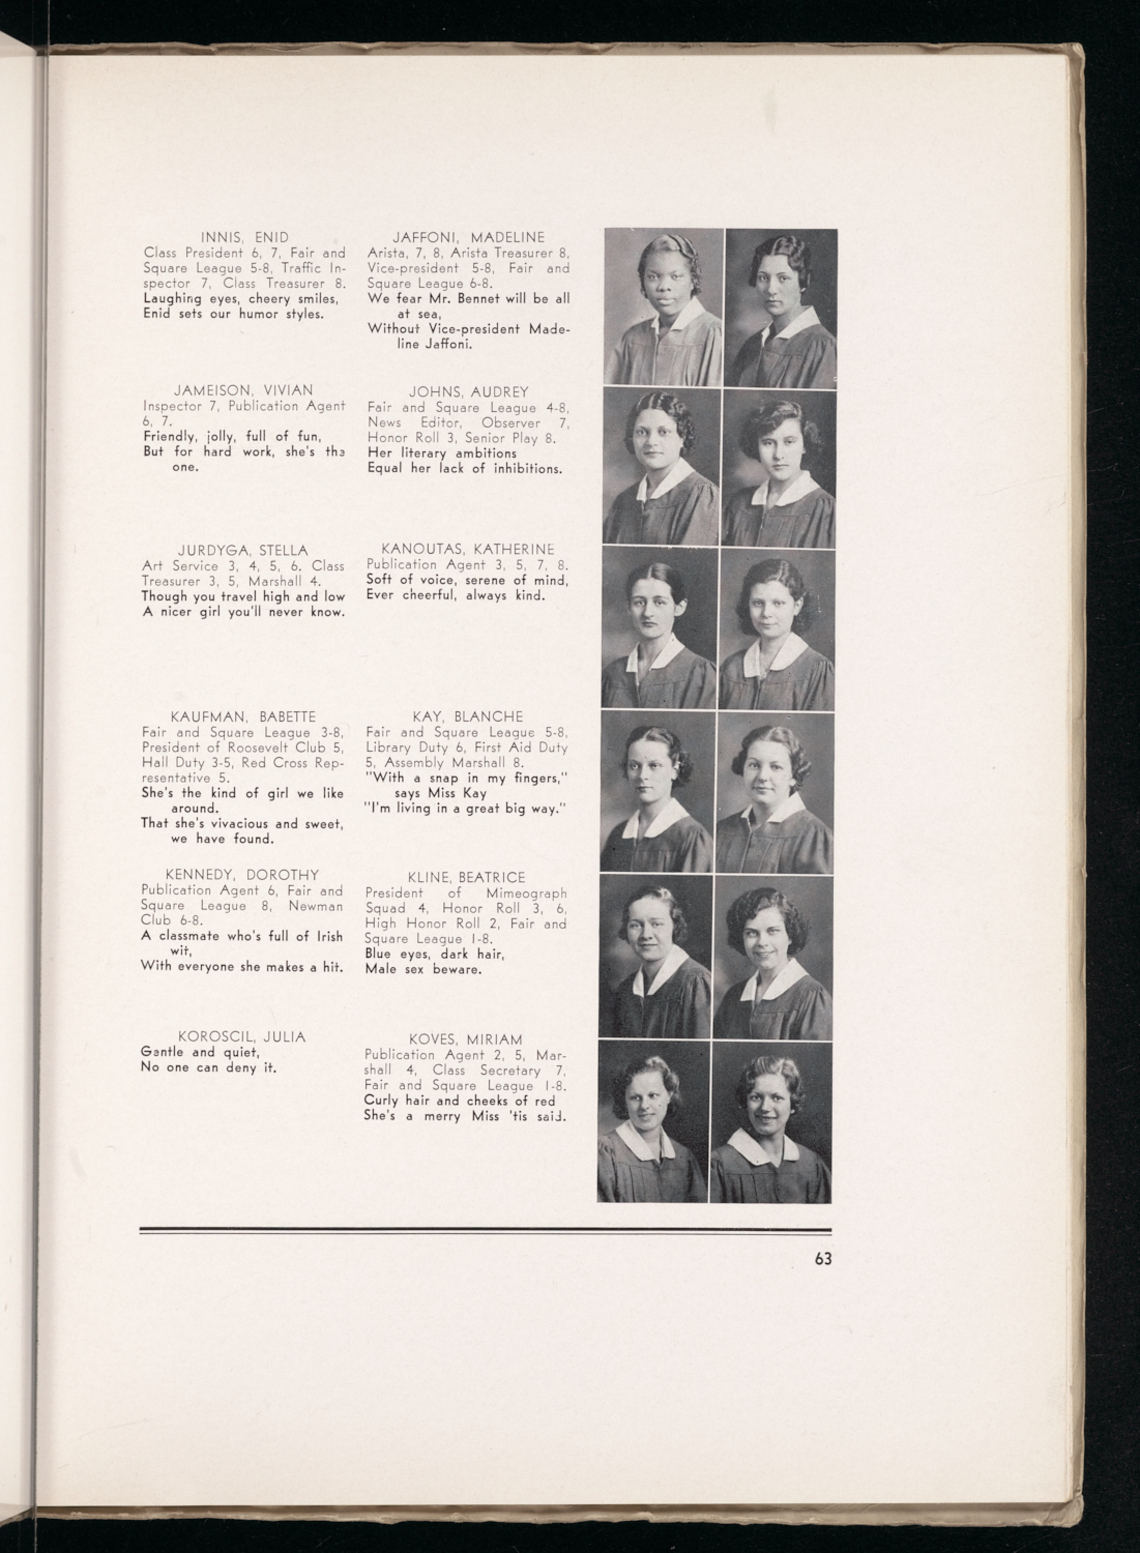 INNIS, ENID
Class President 6, 7, Fair and
Square League 5-8, Traffic In-
spector 7, Class Treasurer 8.
Laughing eyes, cheery smiles,
Enid sets our humor styles.
JAFFONI, MADELINE
Arista, 7, 8, Arista Treasurer 8,
Vice-president 5-8, Fair and
Square League 6-8.
We fear Mr. Bennet will be all
at sea,
Without Vice-president Made-
line Jaffoni.
JAMEISON, VIVIAN
Inspector 7, Publication Agent
6, 7.
Friendly, jolly, full of fun,
But for hard work, she's the
one.
JOHNS, AUDREY
Fair and Square League 4-8,
News Editor, Observer 7,
Honor Roll 3, Senior Play 8.
Her literary ambitions
Equal her lack of inhibitions.
JURDYGA, STELLA
Art Service 3, 4, 5, 6. Class
Treasurer 3, 5, Marshall 4.
Though you travel high and low
A nicer girl you'll never know.
KANOUTAS, KATHERINE
Publication Agent 3, 5, 7, 8.
Soft of voice, serene of mind,
Ever cheerful, always kind.
KAUFMAN, BABETTE
Fair and Square League 3-8,
President of Roosevelt Club 5,
Hall Duty 3-5, Red Cross Rep-
resentative 5.
She's the kind of girl we like
around.
That she's vivacious and sweet,
we have found.
KAY, BLANCHE
Fair and Square League 5-8,
Library Duty 6, First Aid Duty
5, Assembly Marshall 8.
"With a snap in my fingers,"
says Miss Kay
"I'm living in a great big way."
KENNEDY, DOROTHY
Publication Agent 6, Fair and
Square League 8, Newman
Club 6-8.
A classmate who's full of Irish
wit,
With everyone she makes a hit.
KLINE, BEATRICE
President of Mimeograph
Squad 4, Honor Roll 3, 6,
High Honor Roll 2, Fair and
Square League 1-8.
Blue eyes, dark hair,
Male sex beware.
KOROSCIL, JULIA
Gentle and quiet,
No one can deny it.
KOVES, MIRIAM
Publication Agent 2, 5, Mar-
shall 4, Class Secretary 7,
Fair and Square League 1-8.
Curly hair and cheeks of red
She's a merry Miss 'tis said.
63